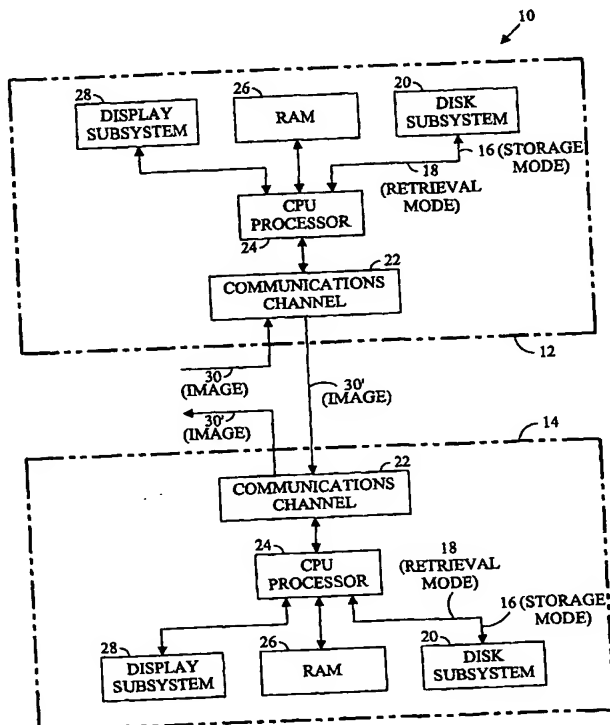 10
28
DISPLAY
SUBSYSTEM
26
RAM
20
DISK
SUBSYSTEM
16 (STORAGE
MODE)
18
(RETRIEVAL
MODE)
CPU
PROCESSOR
24
22
COMMUNICATIONS
CHANNEL
12
30
(IMAGE)
30'
(IMAGE)
30'
(IMAGE)
14
22
COMMUNICATIONS
CHANNEL
24
CPU
PROCESSOR
18
(RETRIEVAL
MODE)
16 (STORAGE
MODE)
28
DISPLAY
SUBSYSTEM
26
RAM
20
DISK
SUBSYSTEM